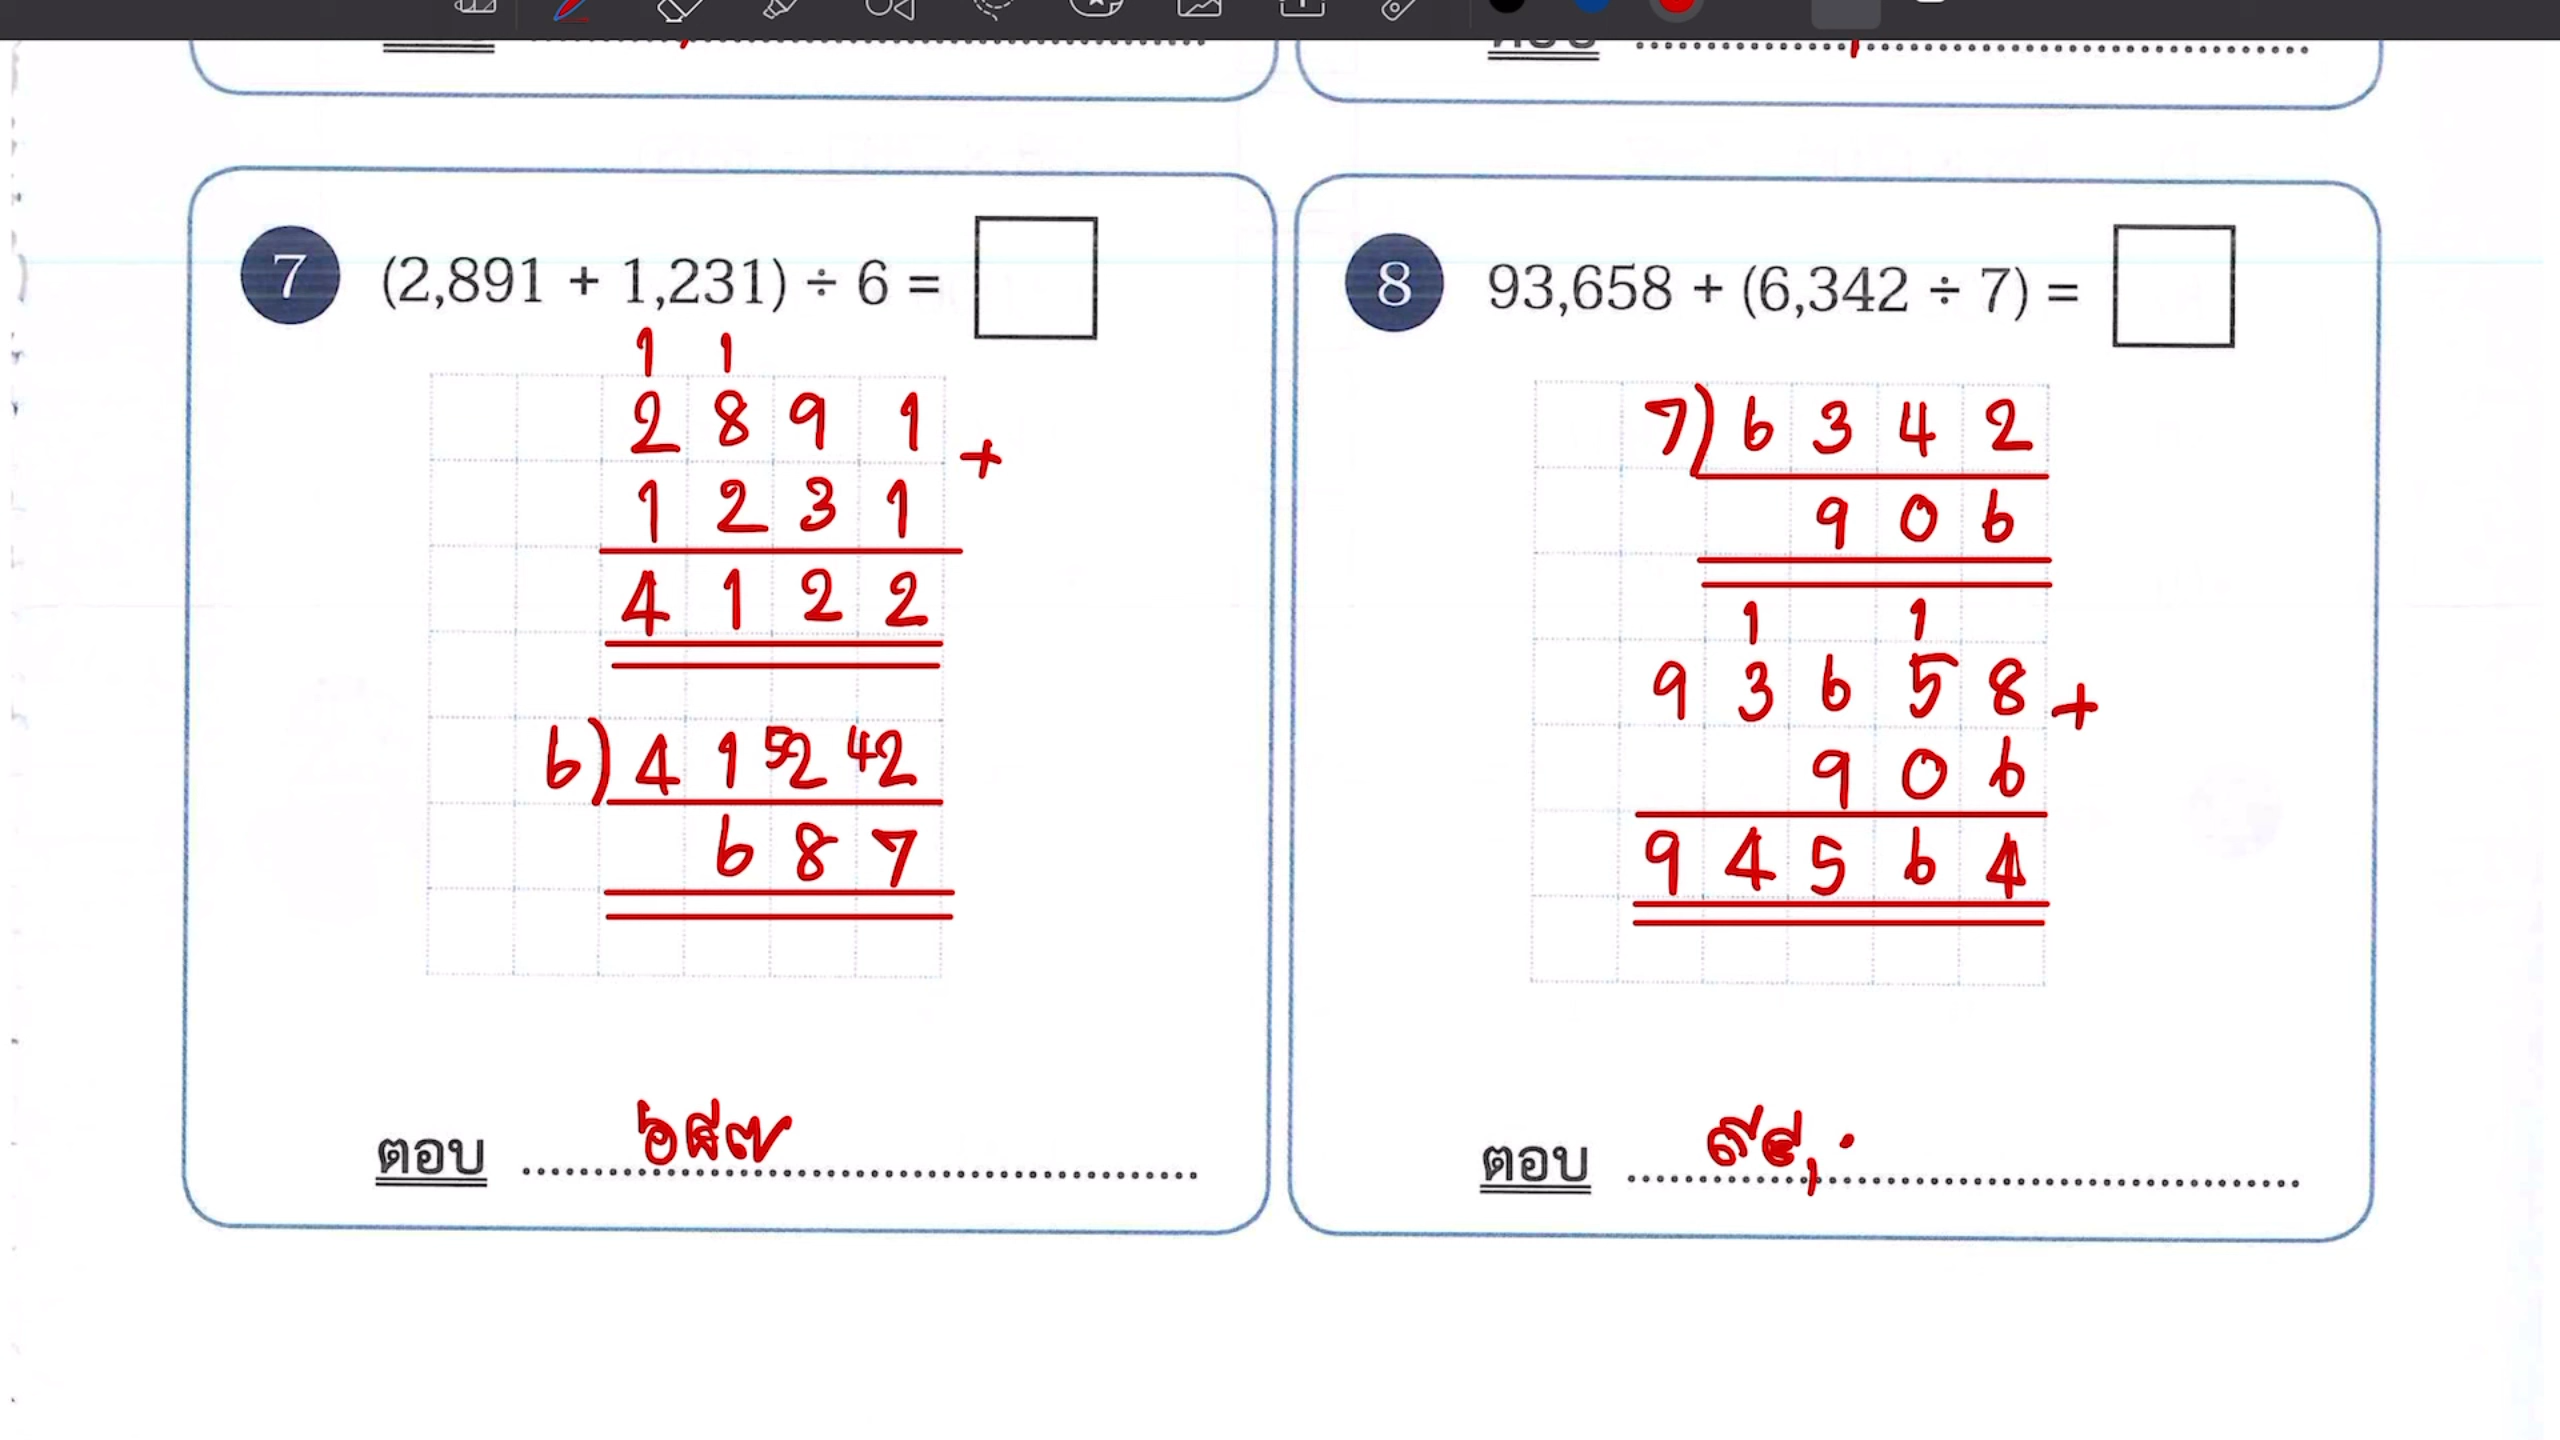 7 (2,891 + 1,231) ÷ 6 =
1 1
2 8 9 1
+
1 2 3 1
4 1 2 2
6) 4 1 52 42
6 8 7
ตอบ ๖๘๗
8 93,658 + (6,342 ÷ 7) =
7) 6 3 4 2
9 0 6
1 1
9 3 6 5 8
+
9 0 6
9 4 5 6 4
ตอบ ๙๔,